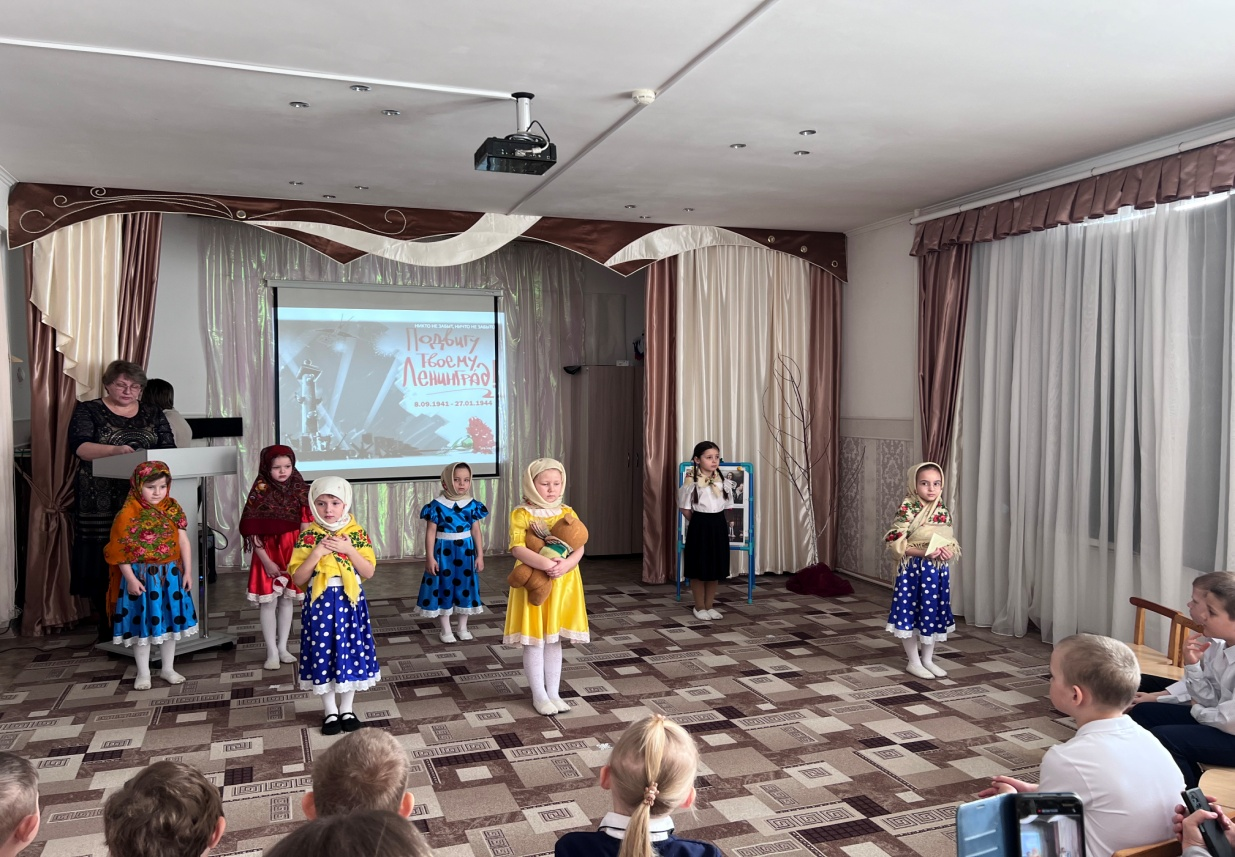 НИКТО НЕ ЗАБЫТ, НИЧТО НЕ ЗАБЫТО
Подвигу
Твоему
Ленинград!
8.09.1941 - 27.01.1944